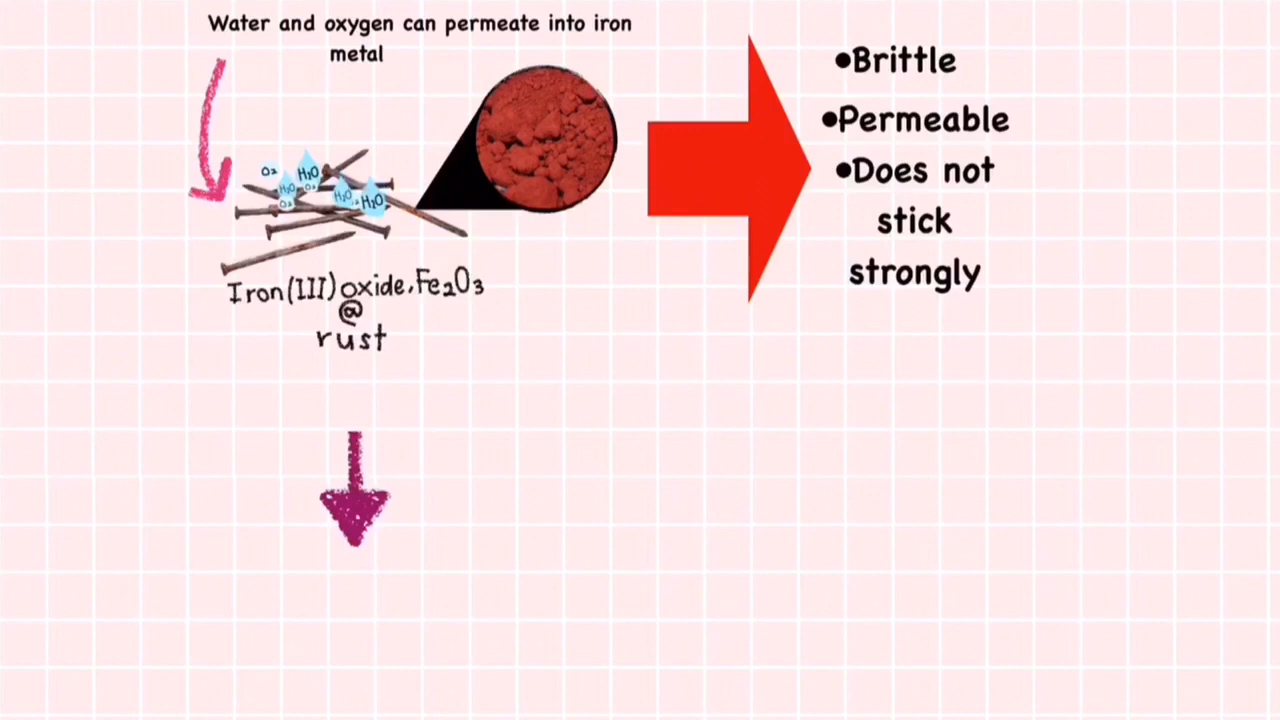 Water and oxygen can permeate into iron
metal
O₂
H₂O
H₂O
O₂
O₂
H₂O
H₂O
Iron(III) oxide, Fe₂O₃
@
rust
•Brittle
•Permeable
•Does not
stick
strongly